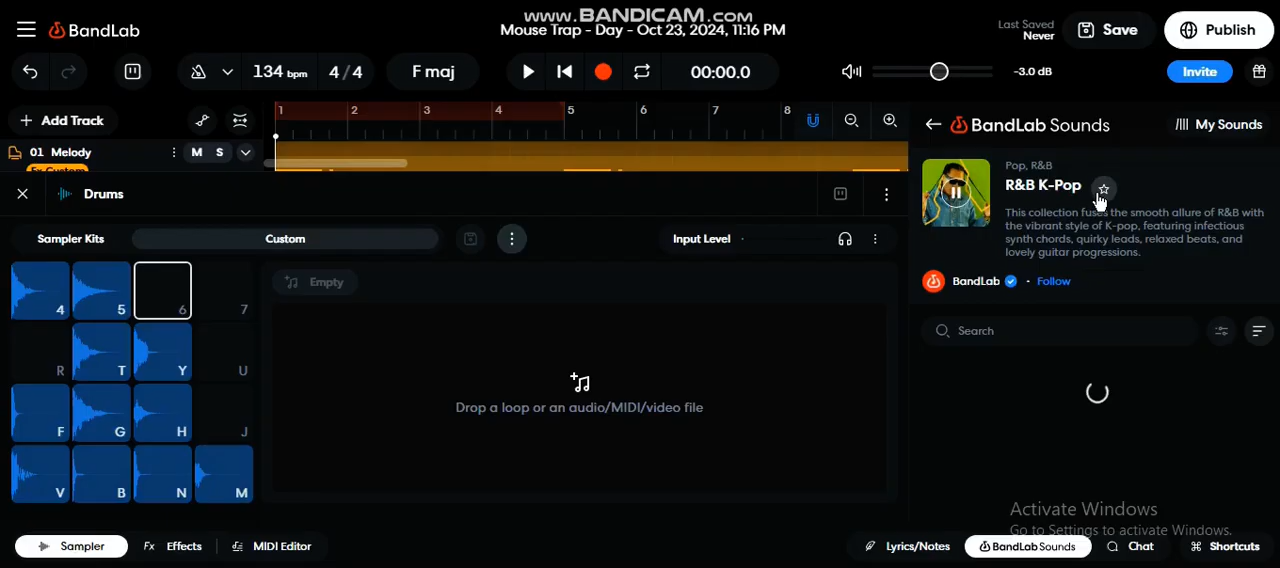 www.BANDICAM.com
BandLab
Mouse Trap - Day - Oct 23, 2024, 11:16 PM
Last Saved
Never
Save
Publish
134 bpm
4 / 4
F maj
00:00.0
-3.0 dB
Invite
+ Add Track
1 2 3 4 5 6 7 8
BandLab Sounds
My Sounds
01 Melody
M S
Fx Custom
Pop, R&B
R&B K-Pop
This collection fuses the smooth allure of R&B with
the vibrant style of K-pop, featuring infectious
synth chords, quirky leads, relaxed beats, and
lovely guitar progressions.
BandLab · Follow
Search
Drums
Sampler Kits
Custom
Input Level
Empty
4 5 6 7
R T Y U
F G H J
V B N M
Drop a loop or an audio/MIDI/video file
Activate Windows
Go to Settings to activate Windows.
Sampler
Fx Effects
MIDI Editor
Lyrics/Notes
BandLab Sounds
Chat
Shortcuts